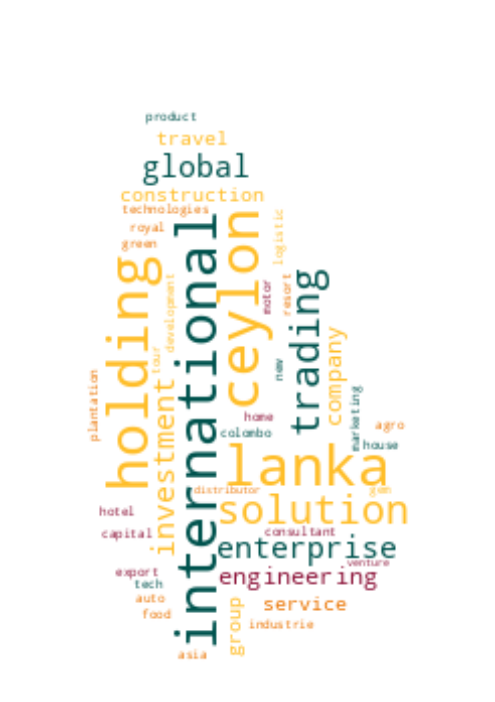 product
travel
global
construction
technologies
royal
green
holding
international
ceylon
logistic
development
motor
resort
trading
tour
new
company
investment
plantation
marketing
home
colombo
agro
house
lanka
distributor
gem
solution
hotel
capital
consultant
enterprise
venture
export
tech
engineering
auto
food
group
service
industrie
asia